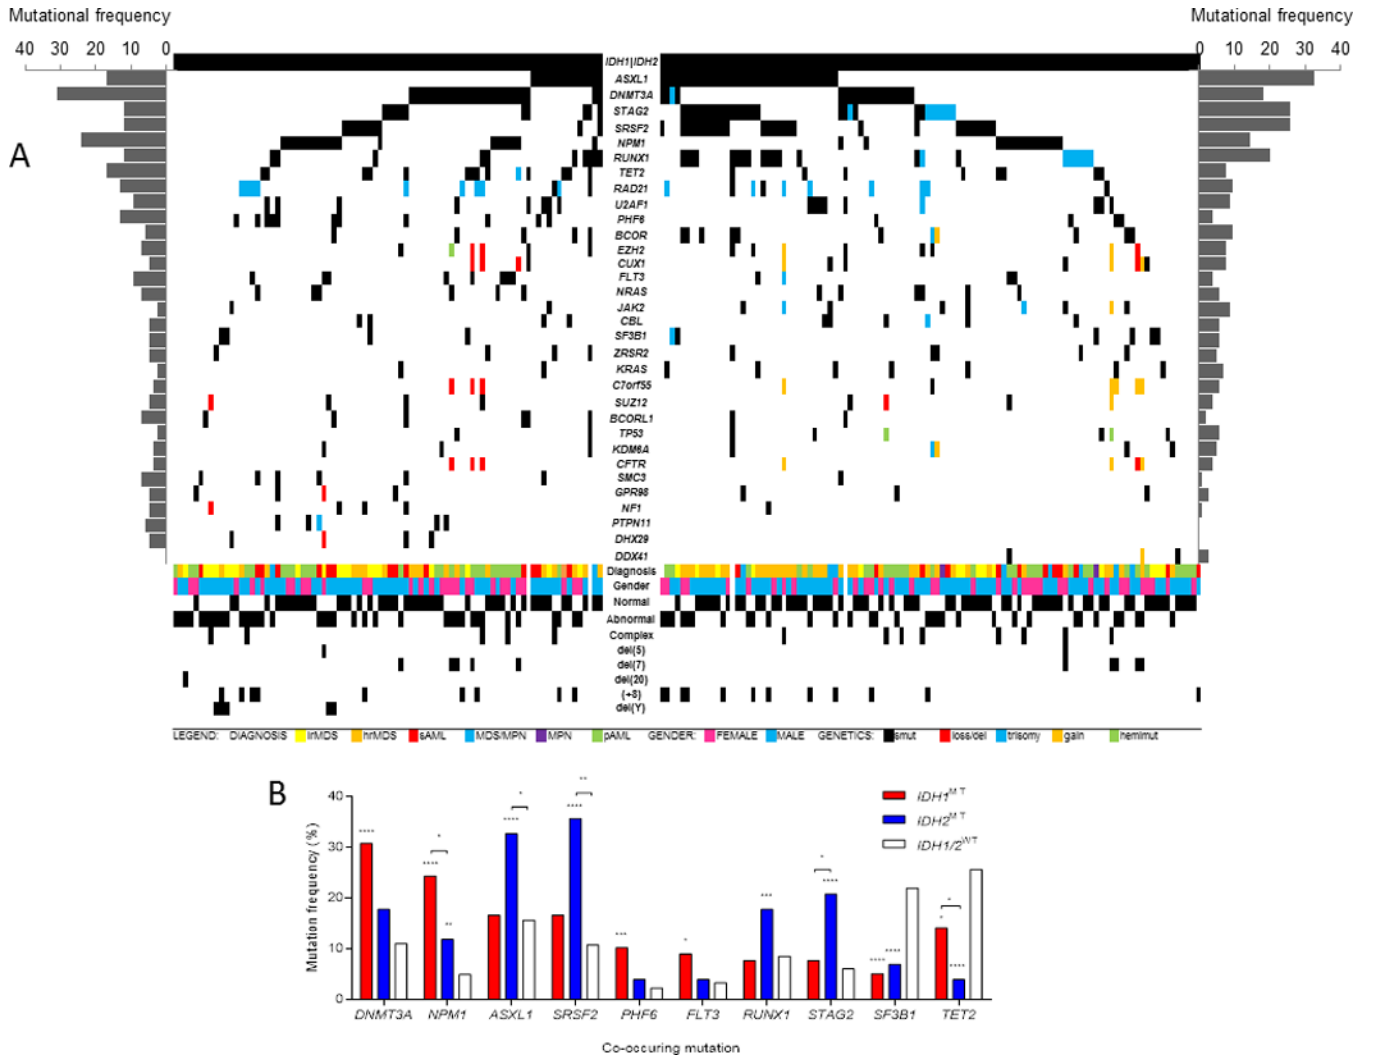 Mutational frequency
Mutational frequency
40 30 20 10 0
0 10 20 30 40
A
IDH1|IDH2
ASXL1
DNMT3A
STAG2
SRSF2
NPM1
RUNX1
TET2
RAD21
U2AF1
PHF6
BCOR
EZH2
CUX1
FLT3
NRAS
JAK2
CBL
SF3B1
ZRSR2
KRAS
C7orf55
SUZ12
BCORL1
TP53
KDM6A
CFTR
SMC3
GPR98
NF1
PTPN11
DHX29
DDX41
Diagnosis
Gender
Normal
Abnormal
Complex
del(5)
del(7)
del(20)
(+8)
del(Y)
LEGEND: DIAGNOSIS lrMDS hrMDS sAML MDS/MPN MPN pAML GENDER: FEMALE MALE GENETICS: smut loss/del trisomy gain hemimut
B
Mutation frequency (%)
40
30
20
10
0
**** * **** ** **** * **** ** *** * *** * **** **** **** * * ****
IDH1MT
IDH2MT
IDH1/2WT
DNMT3A NPM1 ASXL1 SRSF2 PHF6 FLT3 RUNX1 STAG2 SF3B1 TET2
Co-occuring mutation